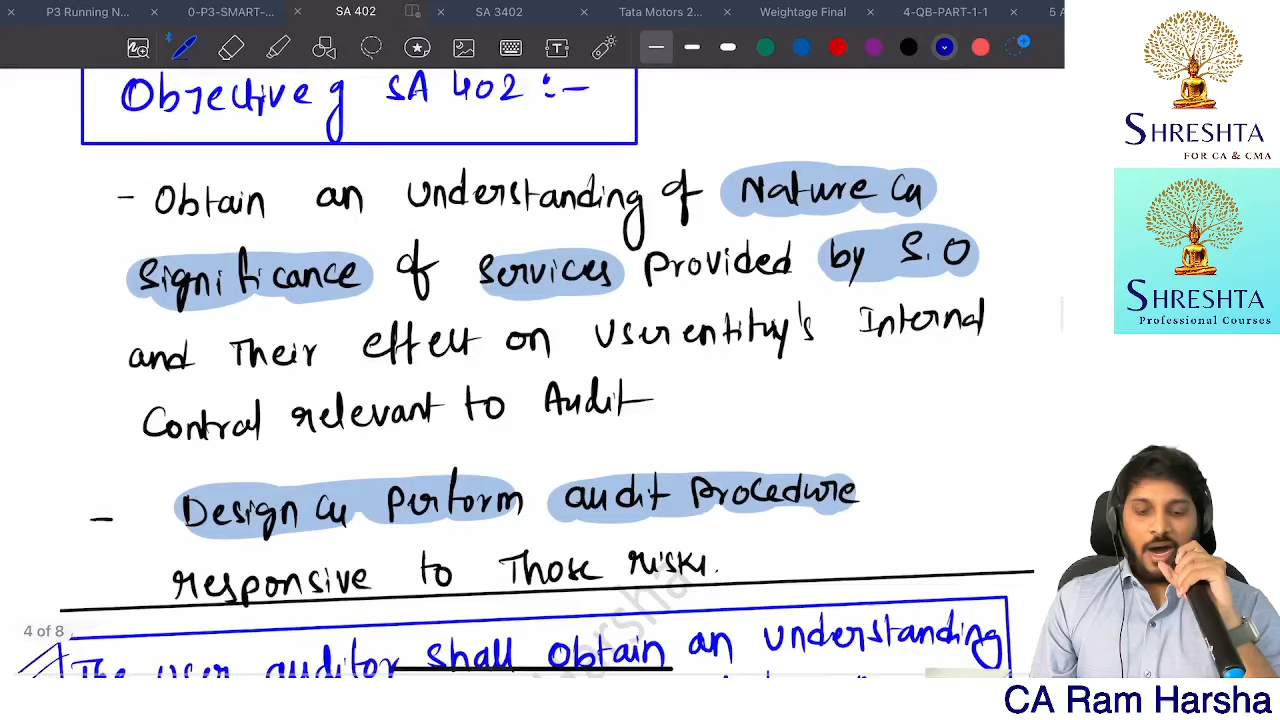 P3 Running N... 0-P3-SMART-... SA 402 SA 3402 Tata Motors 2... Weightage Final 4-QB-PART-1-1 5 A
Objective of SA 402 :-
- Obtain an understanding of Nature &
Significance of Services provided by S.O
and Their effect on User entity's Internal
Control relevant to Audit
- Design & Perform audit procedure
responsive to Those risks.
4 of 8
The user auditor shall obtain an understanding
SHRESHTA
FOR CA & CMA
SHRESHTA
Professional Courses
CA Ram Harsha